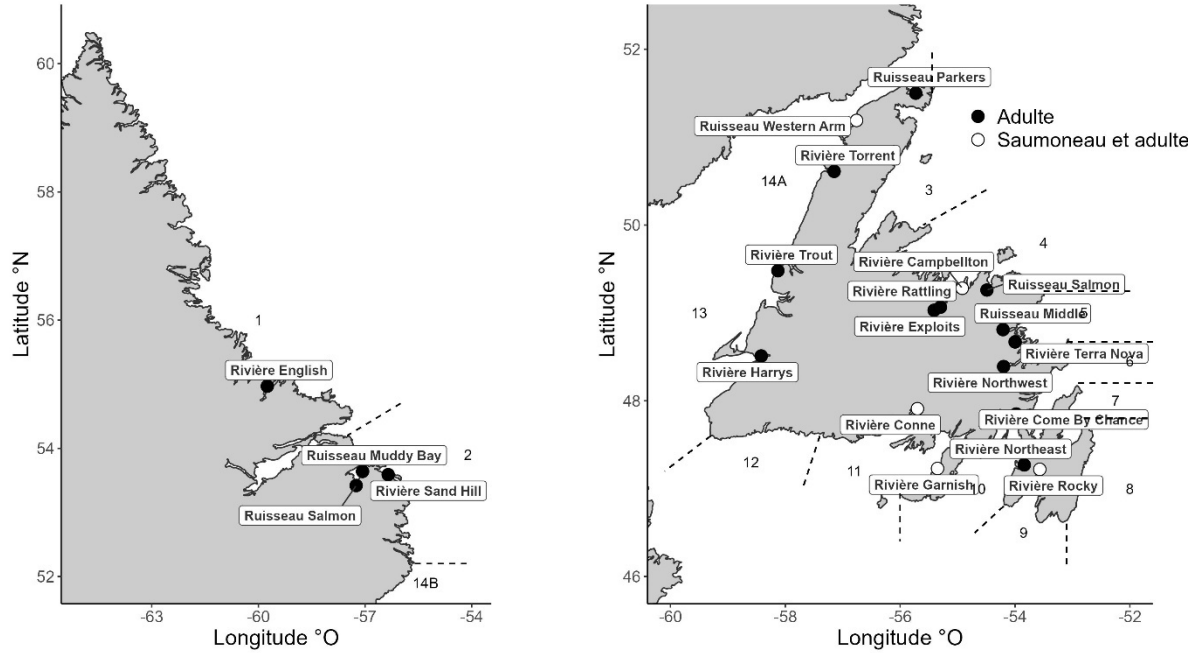 60
58
56
54
52
Latitude °N
-63
-60
-57
-54
Longitude °O
1
Rivière English
2
Ruisseau Muddy Bay
Rivière Sand Hill
Ruisseau Salmon
14B
52
50
48
46
Latitude °N
-60
-58
-56
-54
-52
Longitude °O
Adulte
Saumoneau et adulte
Ruisseau Parkers
Ruisseau Western Arm
Rivière Torrent
14A
3
4
Rivière Campbellton
Rivière Trout
Rivière Rattling
Ruisseau Salmon
13
Rivière Exploits
Ruisseau Middle
5
Rivière Terra Nova
6
Rivière Harrys
Rivière Northwest
7
Rivière Conne
Rivière Come By Chance
Rivière Northeast
12
11
Rivière Garnish
10
Rivière Rocky
8
9